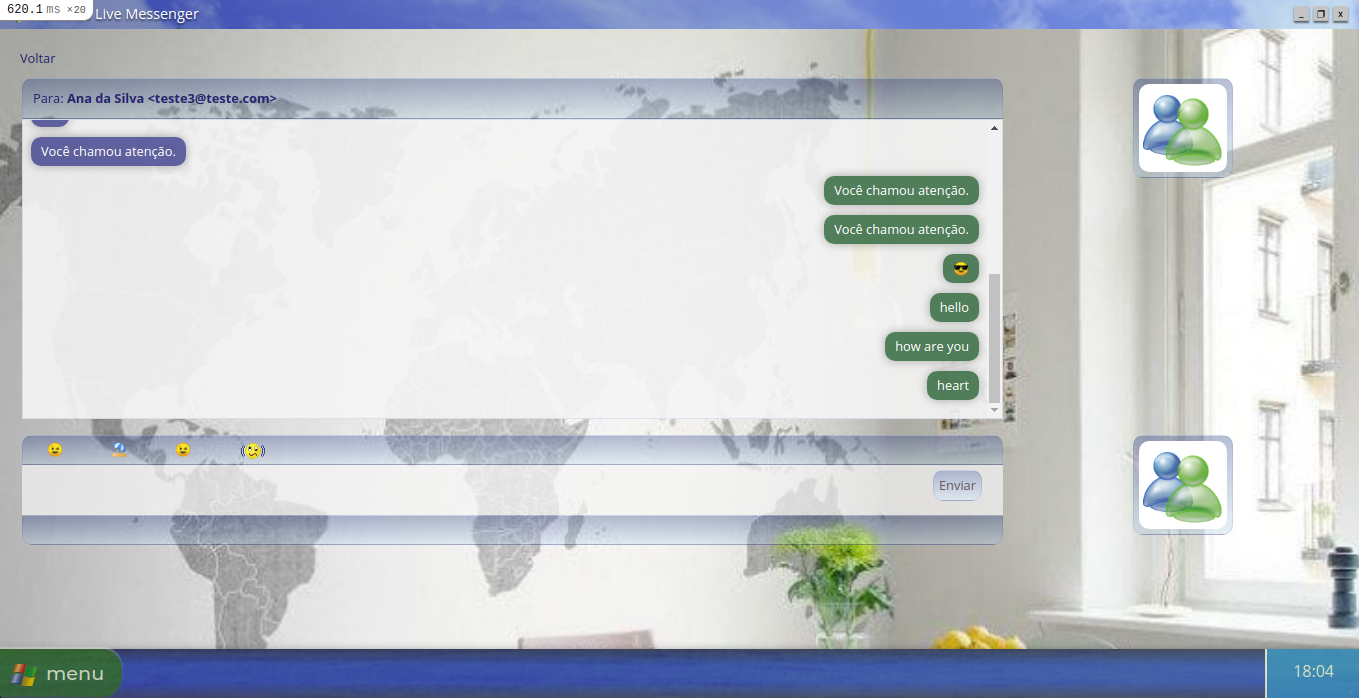 620.1 ms ×20
Live Messenger
_ x
Voltar
Para: Ana da Silva <teste3@teste.com>
Você chamou atenção.
Você chamou atenção.
Você chamou atenção.
😎
hello
how are you
heart
Enviar
menu
18:04